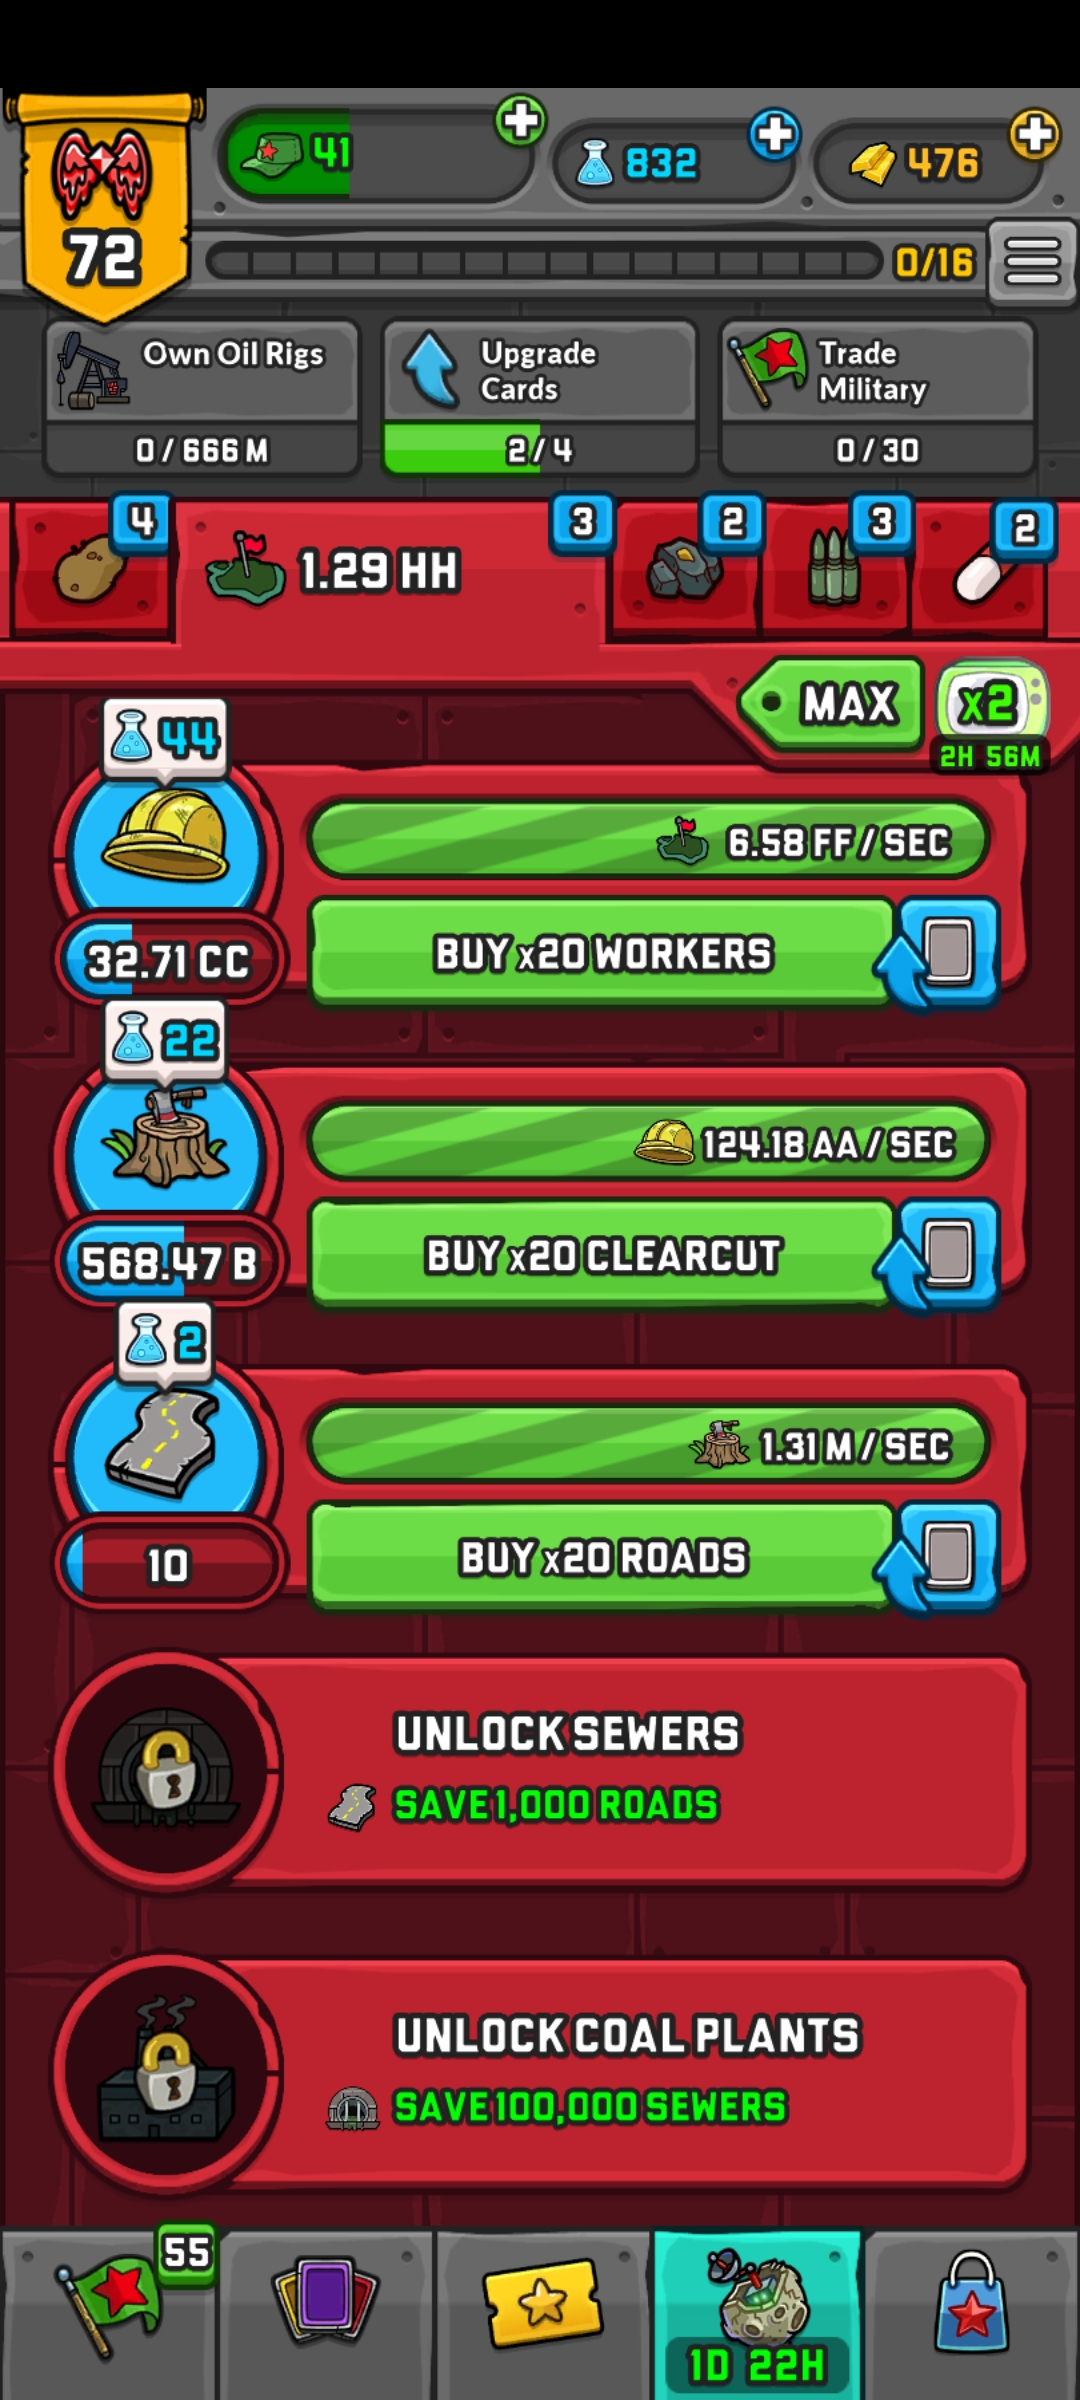 72
41
832
476
0/16
Own Oil Rigs
0 / 666 M
Upgrade
Cards
2 / 4
Trade
Military
0 / 30
4
1.29 HH
3
2
3
2
MAX
x2
2H 56M
44
6.58 FF / SEC
32.71 CC
BUY x20 WORKERS
22
124.18 AA / SEC
568.47 B
BUY x20 CLEARCUT
2
1.31 M / SEC
10
BUY x20 ROADS
UNLOCK SEWERS
SAVE 1,000 ROADS
UNLOCK COAL PLANTS
SAVE 100,000 SEWERS
55
1D 22H